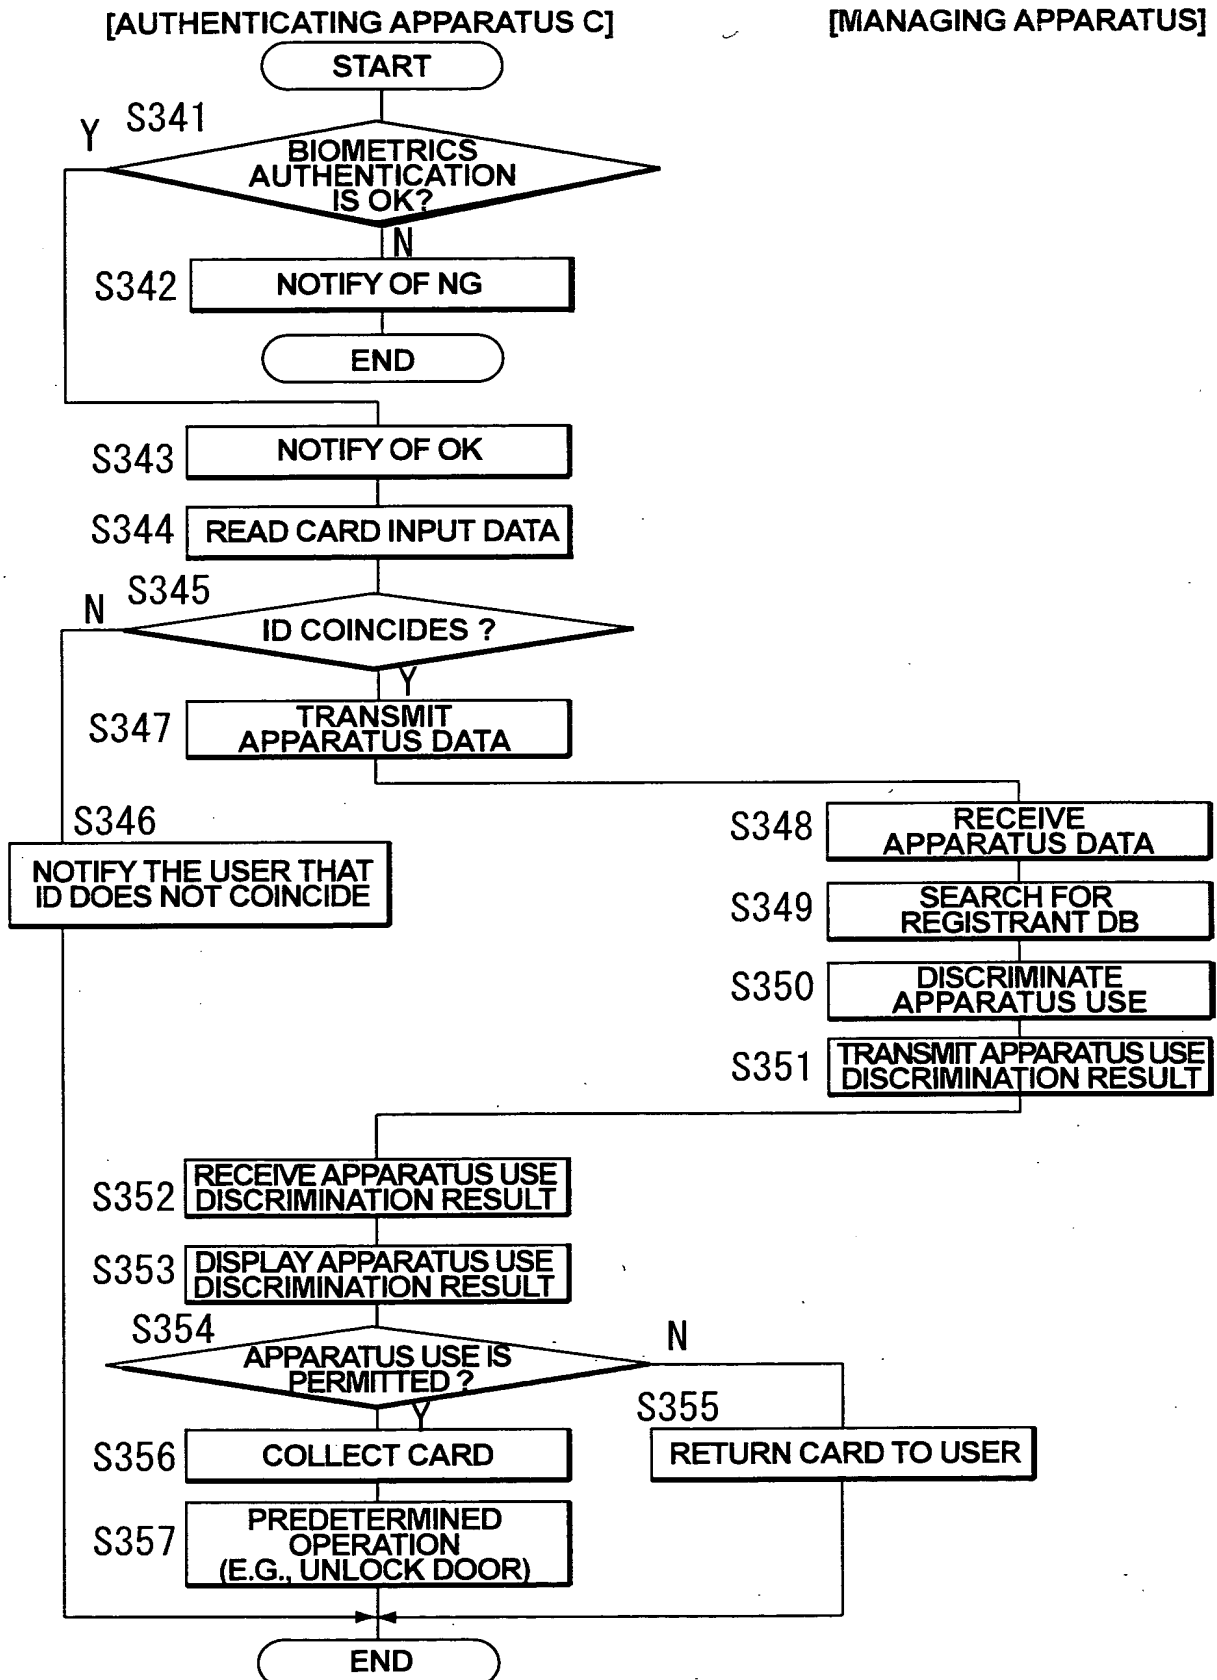 [AUTHENTICATING APPARATUS C]
[MANAGING APPARATUS]
START
S341
Y
BIOMETRICS
AUTHENTICATION
IS OK?
N
S342
NOTIFY OF NG
END
S343
NOTIFY OF OK
S344
READ CARD INPUT DATA
S345
N
ID COINCIDES ?
Y
S347
TRANSMIT
APPARATUS DATA
S346
NOTIFY THE USER THAT
ID DOES NOT COINCIDE
S348
RECEIVE
APPARATUS DATA
S349
SEARCH FOR
REGISTRANT DB
S350
DISCRIMINATE
APPARATUS USE
S351
TRANSMIT APPARATUS USE
DISCRIMINATION RESULT
S352
RECEIVE APPARATUS USE
DISCRIMINATION RESULT
S353
DISPLAY APPARATUS USE
DISCRIMINATION RESULT
S354
APPARATUS USE IS
PERMITTED ?
N
Y
S355
RETURN CARD TO USER
S356
COLLECT CARD
S357
PREDETERMINED
OPERATION
(E.G., UNLOCK DOOR)
END